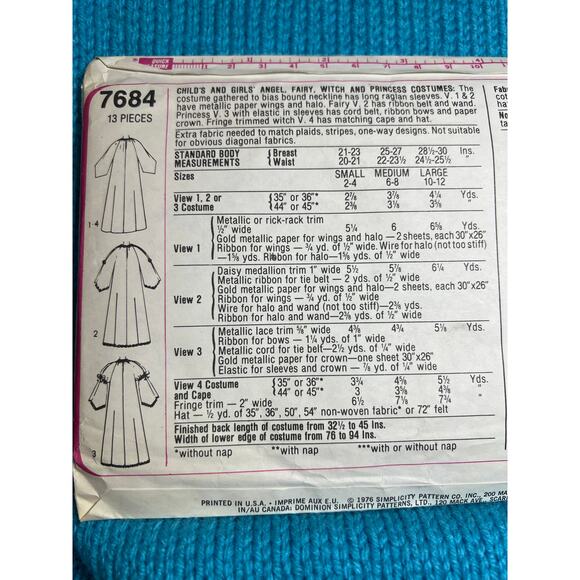 QUICK
7684
13 PIECES
CHILD'S AND GIRLS' ANGEL, FAIRY, WITCH AND PRINCESS COSTUMES: The
costume gathered to bias bound neckline has long raglan sleeves. V. 1 & 2
have metallic paper wings and halo. Fairy V. 2 has ribbon belt and wand.
Princess V. 3 with elastic in sleeves has cord belt, ribbon bows and paper
crown. Fringe trimmed witch V. 4 has matching cap and hat.
Extra fabric needed to match plaids, stripes, one-way designs. Not suitable
for obvious diagonal fabrics.
STANDARD BODY MEASUREMENTS
Breast 21-23 25-27 28½-30 Ins.
Waist 20-21 22-23½ 24½-25½ "
SMALL MEDIUM LARGE
Sizes 2-4 6-8 10-12
View 1, 2 or 3 Costume
35" or 36"* 2⅞ 3⅞ 4¼ Yds.
44" or 45"* 2⅝ 3⅛ 3⅝ "
View 1
Metallic or rick-rack trim
½" wide 5¼ 6 6⅝ Yds.
Gold metallic paper for wings and halo — 2 sheets, each 30"x26"
Ribbon for wings — ¾ yd. of ½" wide. Wire for halo (not too stiff)
—1⅝ yds. Ribbon for halo—1⅝ yds. of ½" wide
View 2
Daisy medallion trim 1" wide 5½ 5⅞ 6¼ Yds.
Metallic ribbon for tie belt — 2 yds. of ½" wide
Gold metallic paper for wings and halo—2 sheets, each 30"x26"
Ribbon for wings — ¾ yd. of ½" wide
Wire for halo and wand (not too stiff)—2⅜ yds.
Ribbon for halo and wand—2⅜ yds. of ½" wide
View 3
Metallic lace trim ⅝" wide 4⅜ 4¾ 5⅛ Yds.
Ribbon for bows — 1¼ yds. of 1" wide
Metallic cord for tie belt—2½ yds. of ¼" wide
Gold metallic paper for crown—one sheet 30"x26"
Elastic for sleeves and crown— ⅞ yd. of ¼" wide
View 4 Costume and Cape
35" or 36"* 3¾ 4⅝ 5½ Yds.
44" or 45"* 3 3⅝ 4⅜ "
Fringe trim — 2" wide 6½ 7⅛ 7¾ "
Hat — ½ yd. of 35", 36", 50", 54" non-woven fabric* or 72" felt
Finished back length of costume from 32½ to 45 Ins.
Width of lower edge of costume from 76 to 94 Ins.
*without nap **with nap ***with or without nap
1-4
2
3
PRINTED IN U.S.A. • IMPRIME AUX E.U. © 1976 SIMPLICITY PATTERN CO. INC., 200 MA
IN/AU CANADA: DOMINION SIMPLICITY PATTERNS, LTD., 120 MACK AVE., SCAR